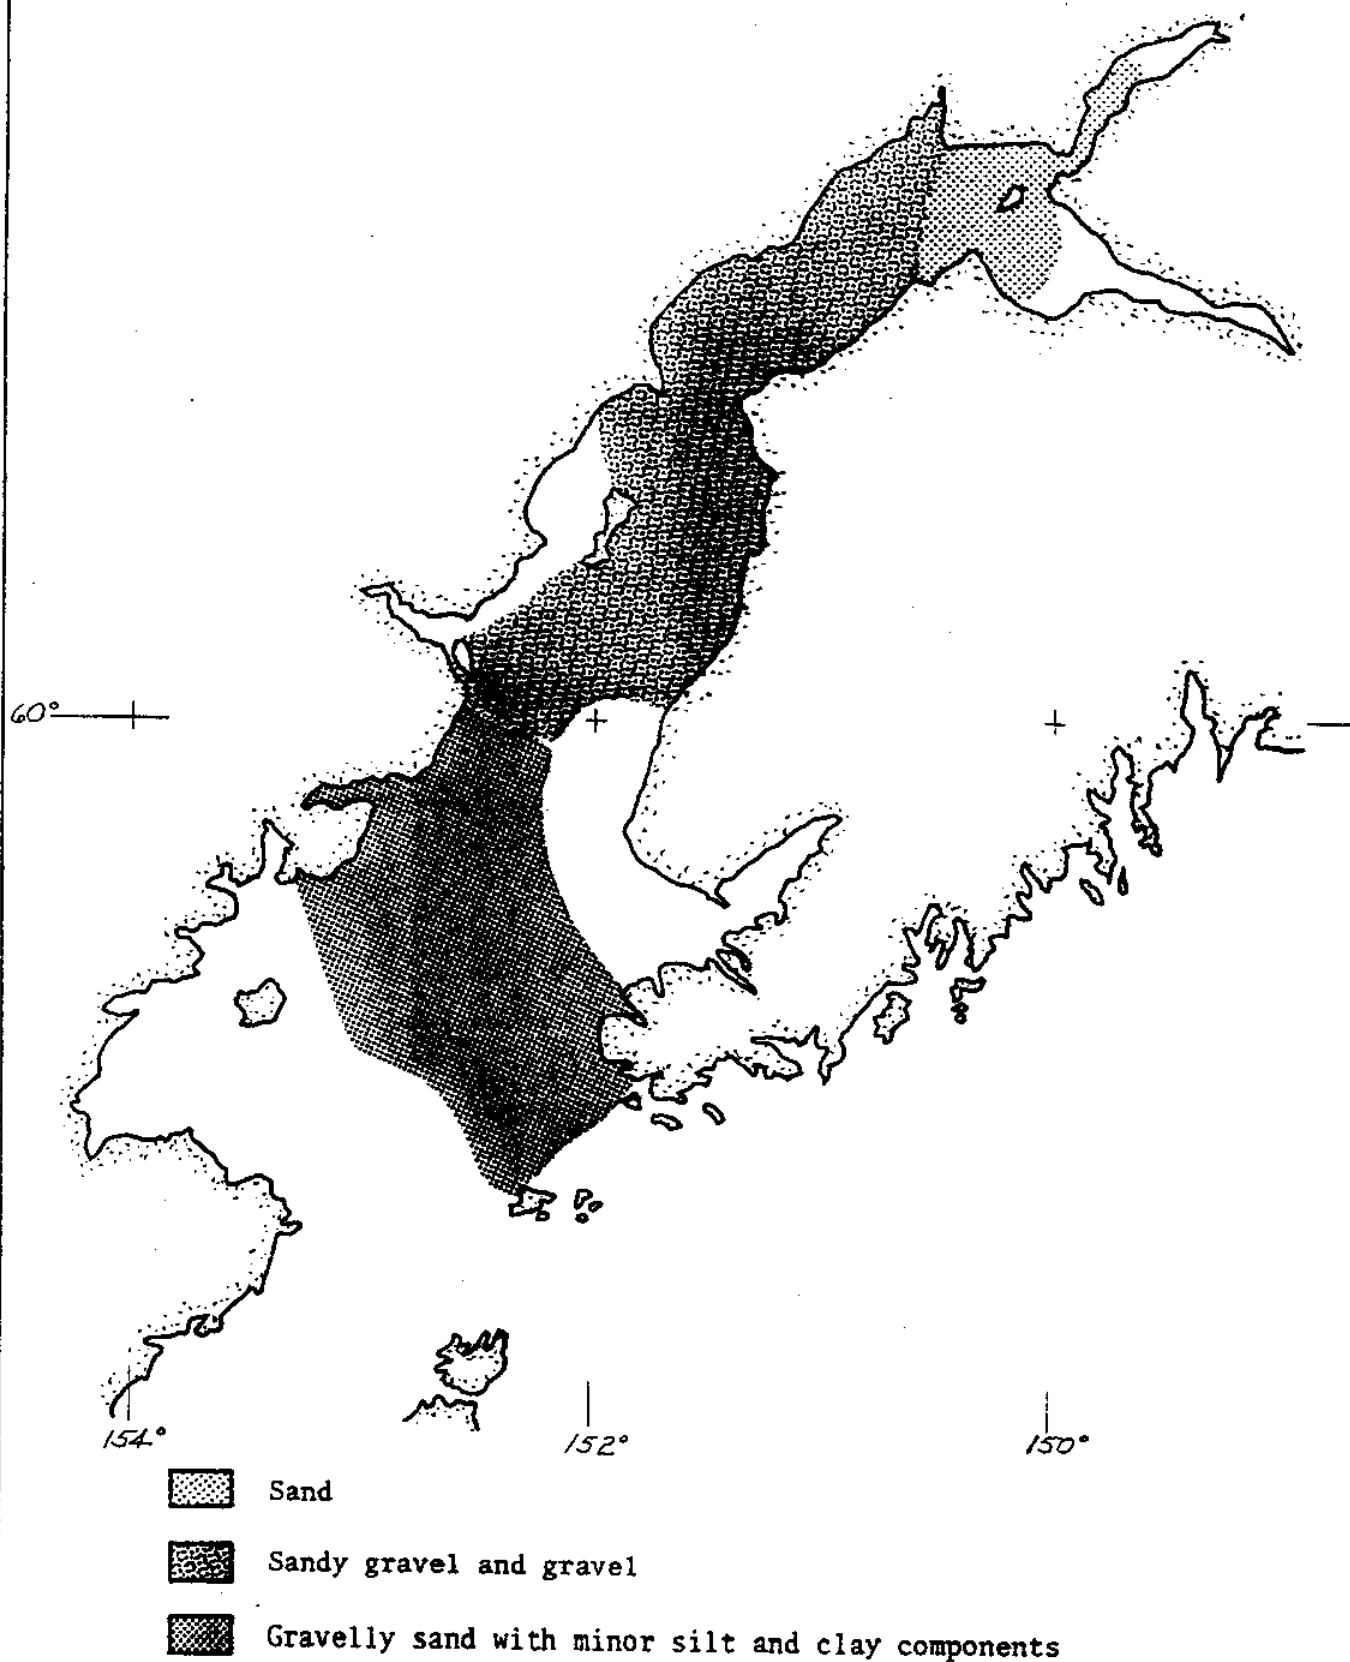 60°
154° 152° 150°
Sand
Sandy gravel and gravel
Gravelly sand with minor silt and clay components